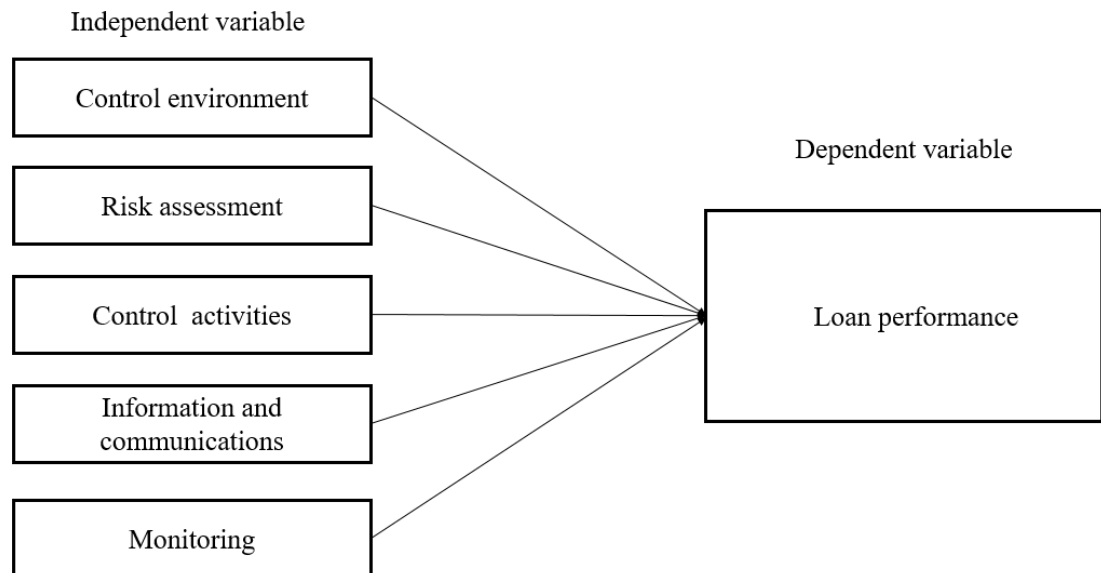 Independent variable
Control environment
Risk assessment
Control  activities
Information and
communications
Monitoring
Dependent variable
Loan performance